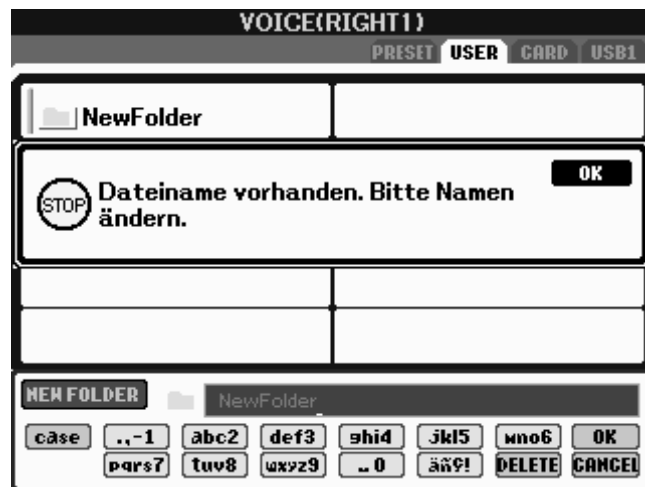 VOICE(RIGHT1)
PRESET USER CARD USB1
NewFolder
STOP Dateiname vorhanden. Bitte Namen ändern. OK
NEW FOLDER NewFolder
case .,-1 abc2 def3 ghi4 jkl5 mno6 OK
pqrs7 tuv8 wxyz9 ␣0 äñ?! DELETE CANCEL